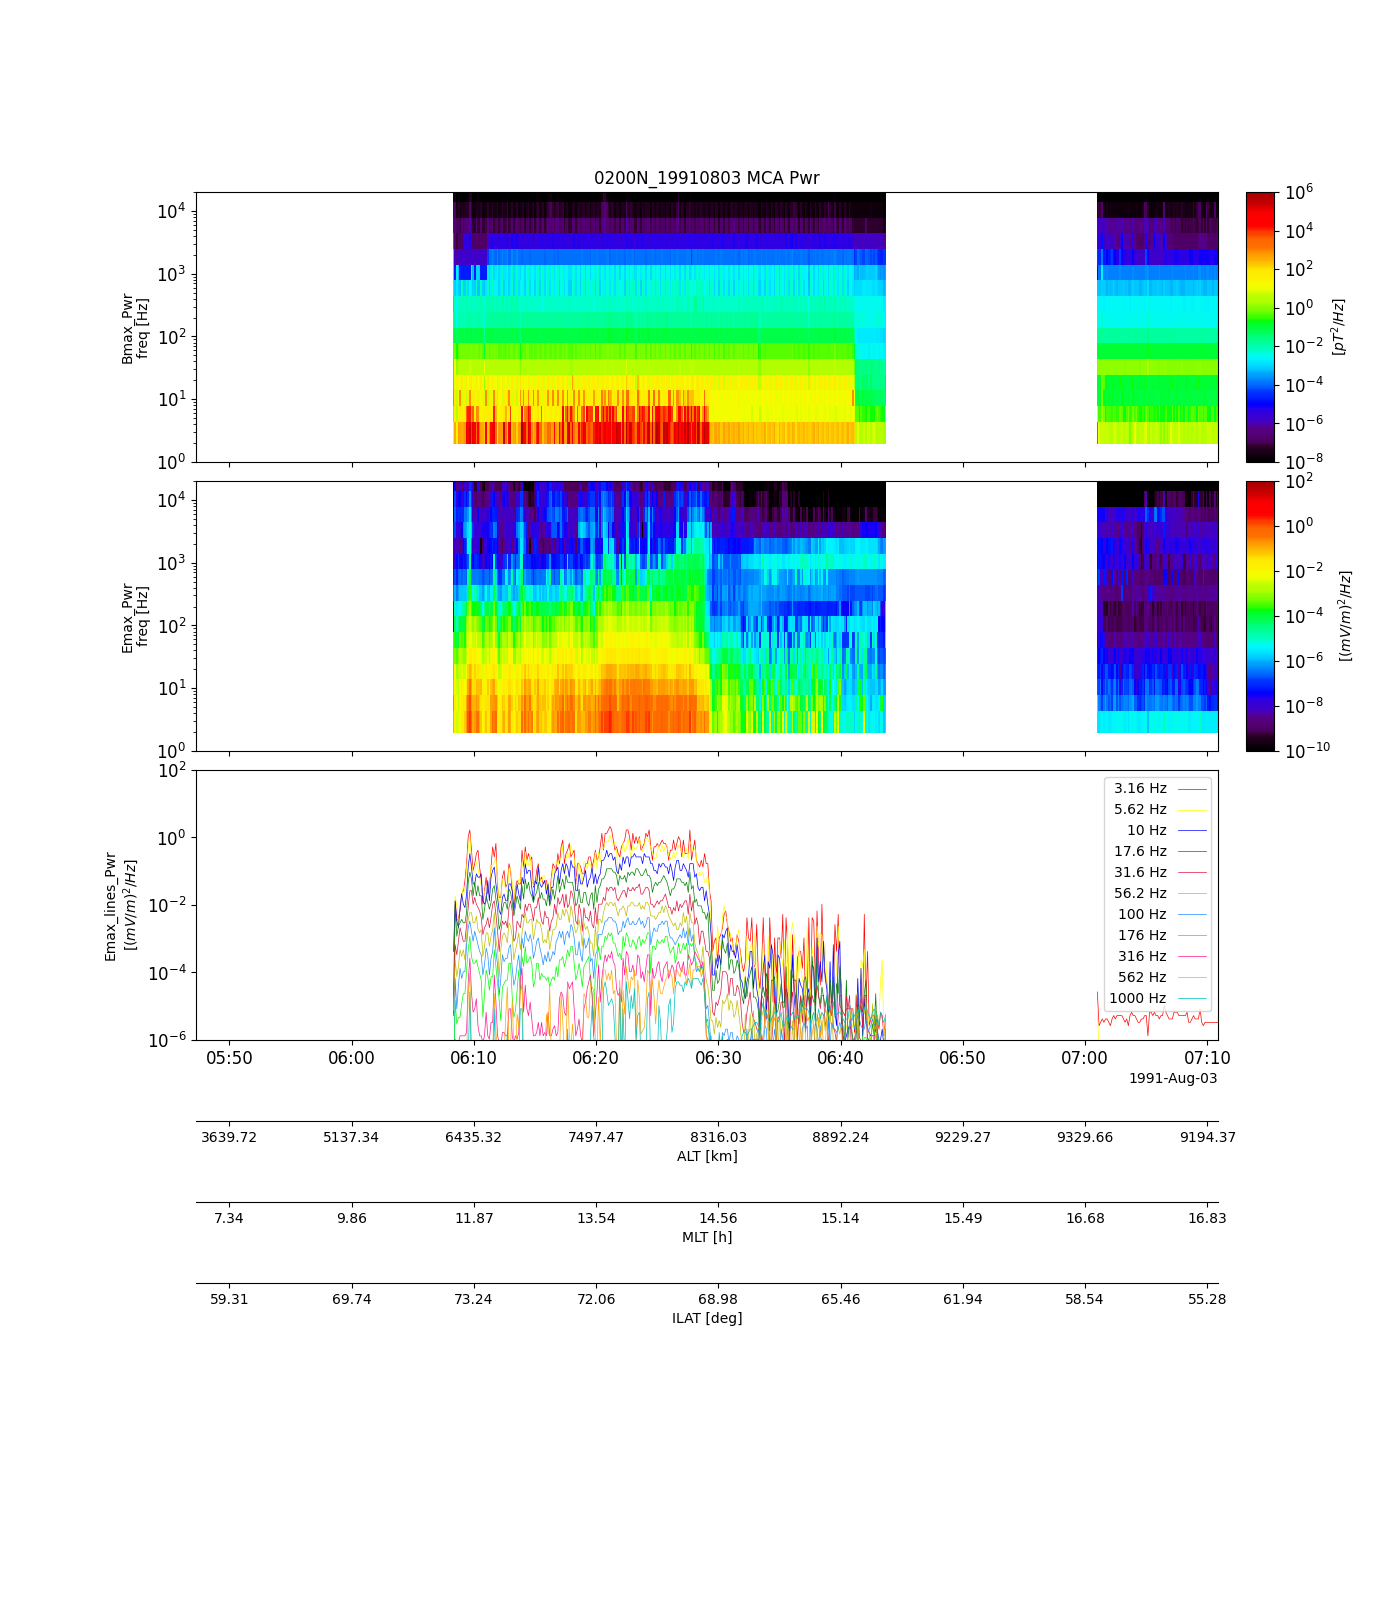 0200N_19910803 MCA Pwr
10^4
10^3
10^2
10^1
10^0
Bmax_Pwr
freq [Hz]
10^6
10^4
10^2
10^0
10^-2
10^-4
10^-6
10^-8
[pT^2/Hz]
10^4
10^3
10^2
10^1
10^0
Emax_Pwr
freq [Hz]
10^2
10^0
10^-2
10^-4
10^-6
10^-8
10^-10
[(mV/m)^2/Hz]
10^2
10^0
10^-2
10^-4
10^-6
Emax_lines_Pwr
[(mV/m)^2/Hz]
3.16 Hz
5.62 Hz
10 Hz
17.6 Hz
31.6 Hz
56.2 Hz
100 Hz
176 Hz
316 Hz
562 Hz
1000 Hz
05:50 06:00 06:10 06:20 06:30 06:40 06:50 07:00 07:10
1991-Aug-03
3639.72 5137.34 6435.32 7497.47 8316.03 8892.24 9229.27 9329.66 9194.37
ALT [km]
7.34 9.86 11.87 13.54 14.56 15.14 15.49 16.68 16.83
MLT [h]
59.31 69.74 73.24 72.06 68.98 65.46 61.94 58.54 55.28
ILAT [deg]